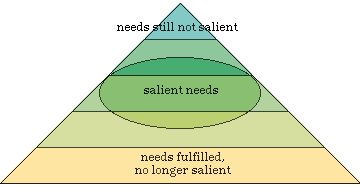 needs still not salient
salient needs
needs fulfilled,
no longer salient